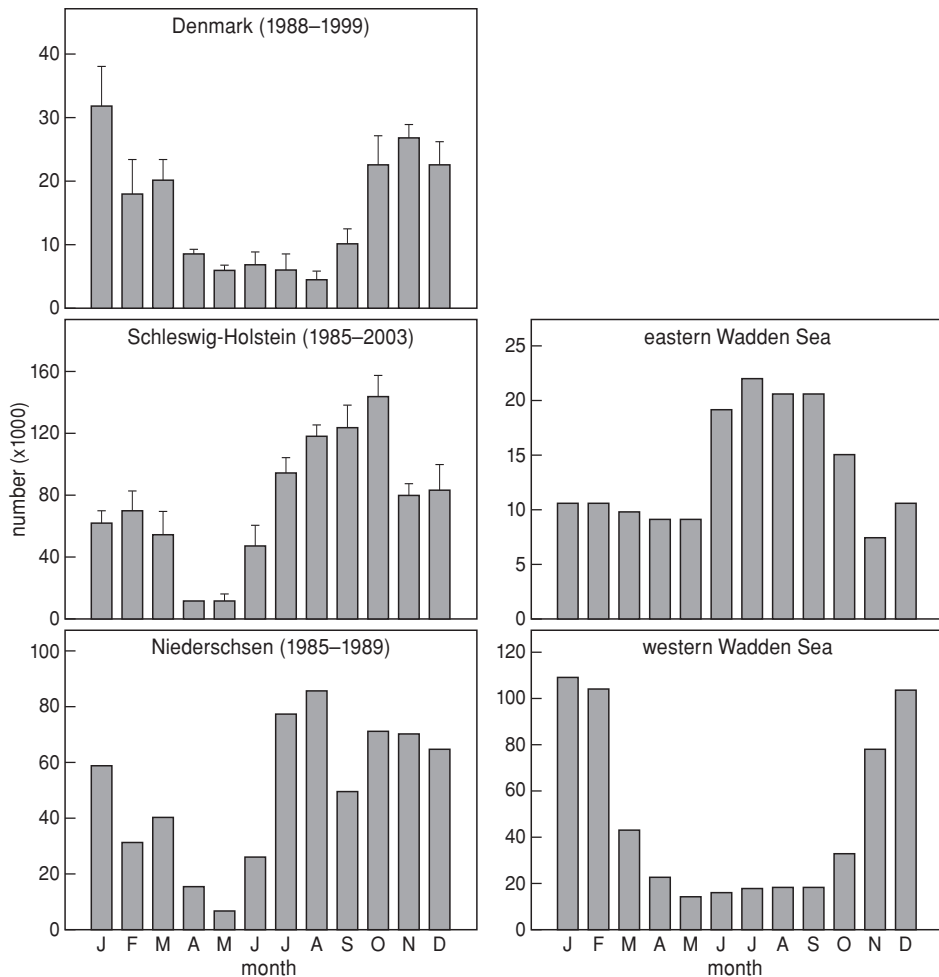 Denmark (1988–1999)
40
30
20
10
0
Schleswig-Holstein (1985–2003)
160
120
80
40
0
number (x1000)
eastern Wadden Sea
25
20
15
10
5
0
Niederschsen (1985–1989)
100
80
60
40
20
0
J F M A M J J A S O N D
month
western Wadden Sea
120
100
80
60
40
20
0
J F M A M J J A S O N D
month